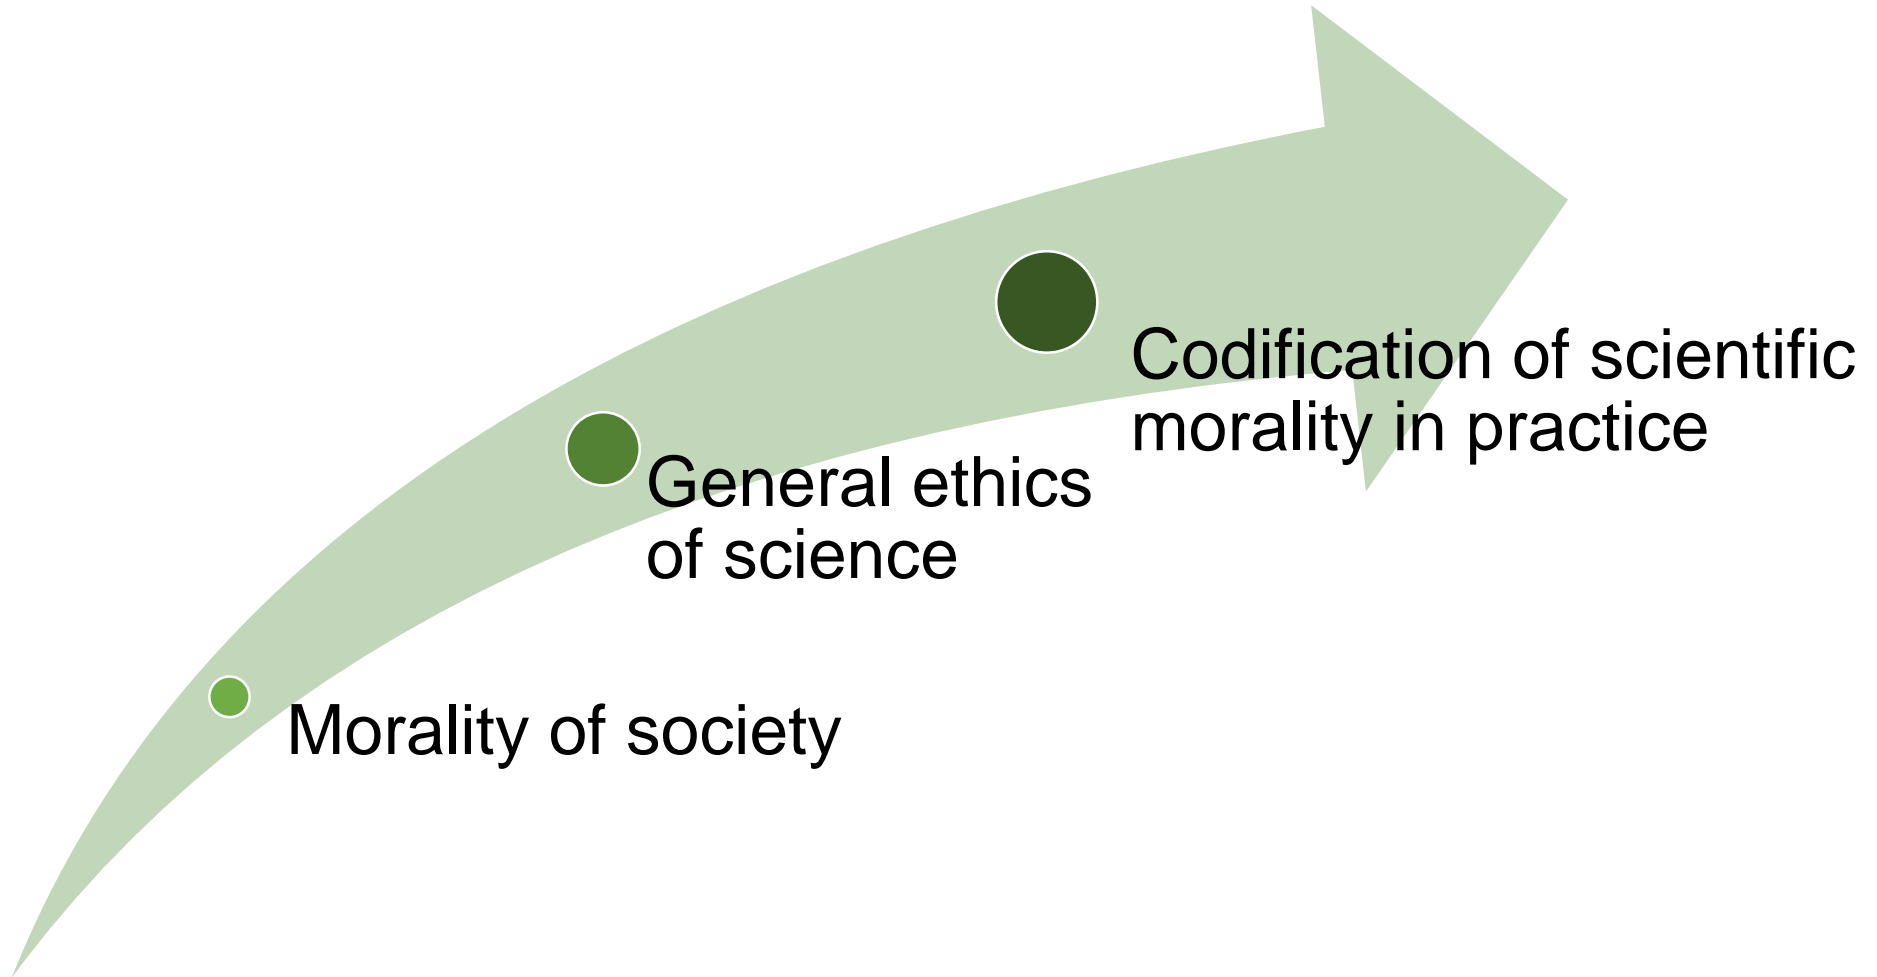 Codification of scientific
morality in practice
General ethics
of science
Morality of society